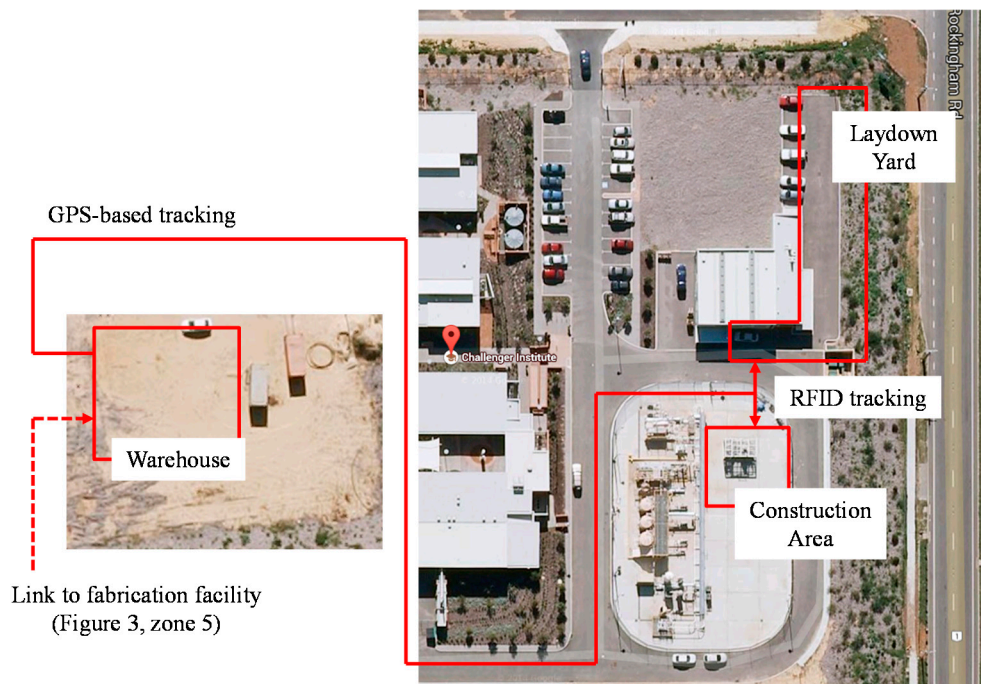 Rockingham Rd
Laydown
Yard
GPS-based tracking
Challenger Institute
RFID tracking
Warehouse
Construction
Area
Link to fabrication facility
(Figure 3, zone 5)
1